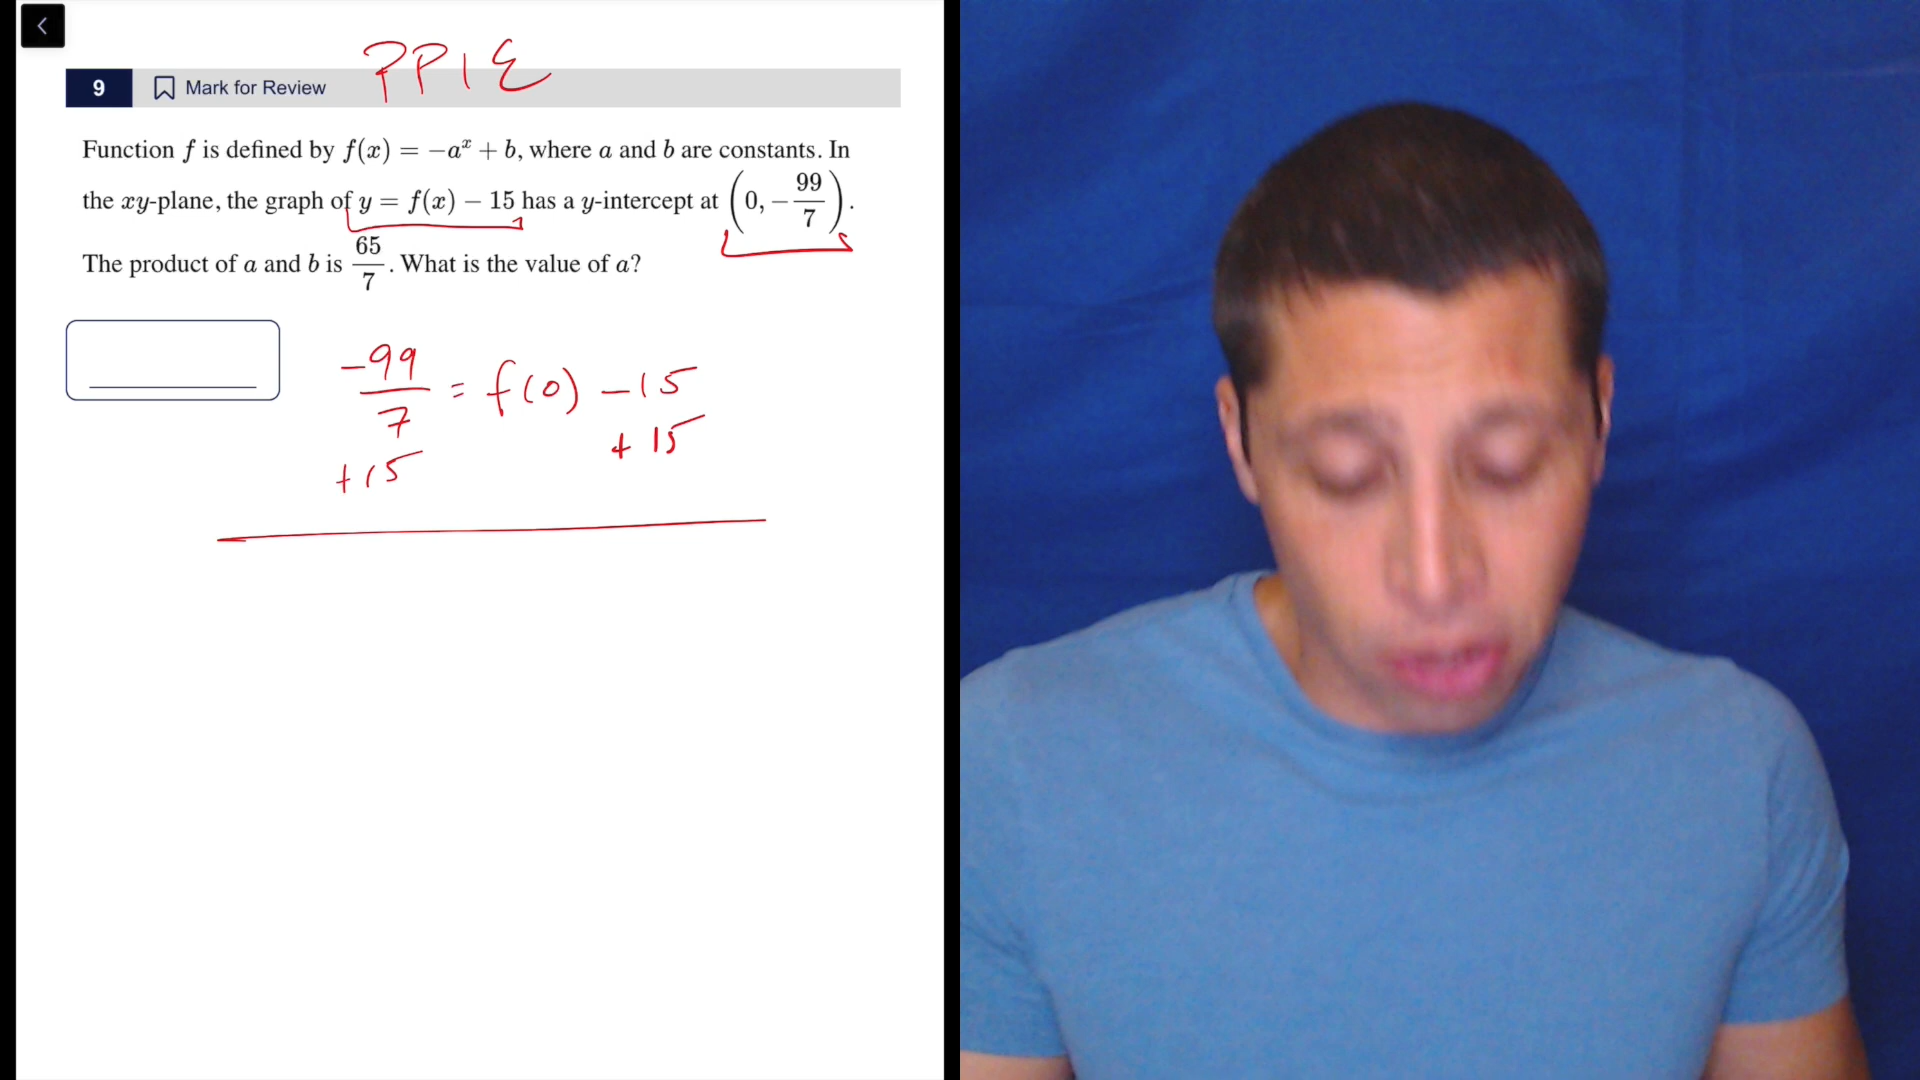 PPIE
9 Mark for Review
Function f is defined by f(x) = −aˣ + b, where a and b are constants. In
the xy-plane, the graph of y = f(x) − 15 has a y-intercept at (0, −99/7).
The product of a and b is 65/7. What is the value of a?
-99/7 = f(0) -15
+15 +15